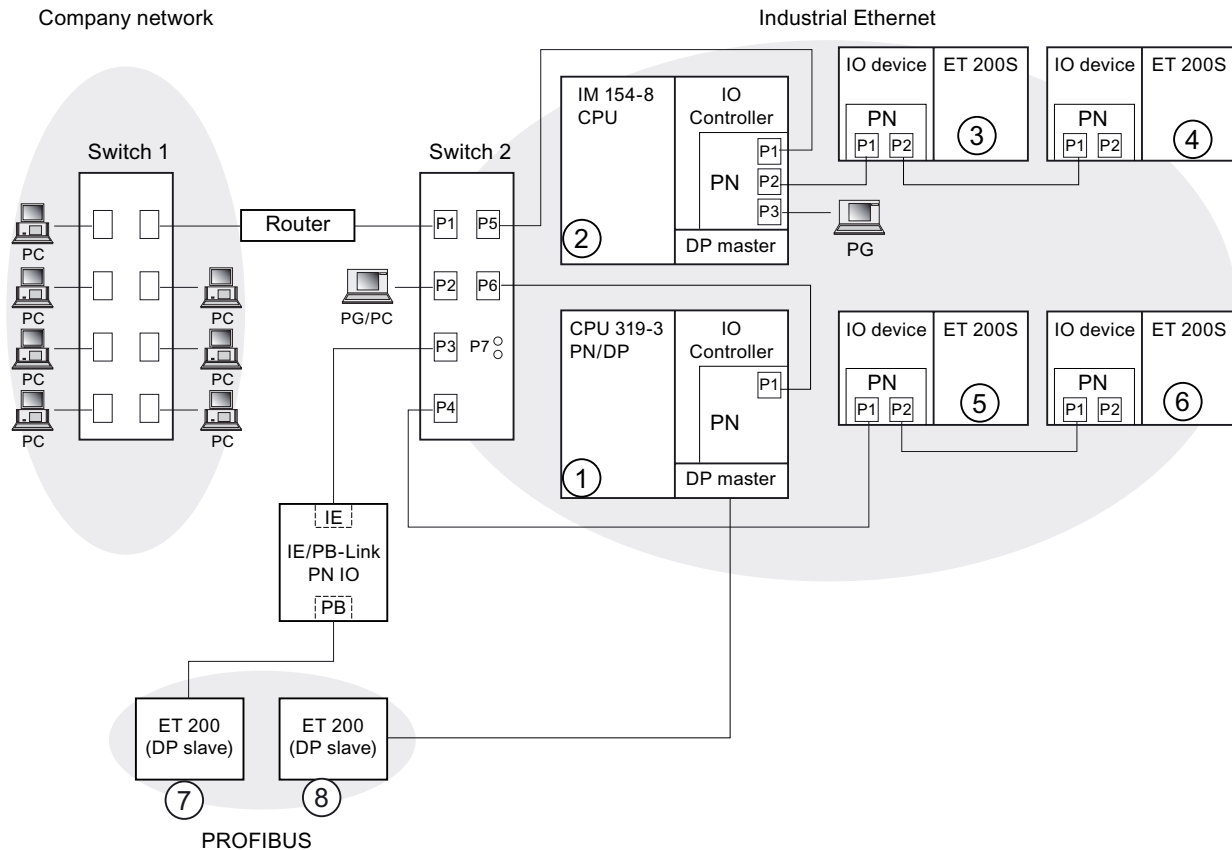 Company network
Industrial Ethernet
Switch 1
PC
PC
PC
PC
PC
PC
PC
Router
Switch 2
P1 P5
P2 P6
P3 P7
P4
PG/PC
IM 154-8
CPU
IO
Controller
PN
P1
P2
P3
DP master
2
PG
IO device
ET 200S
PN
P1 P2
3
IO device
ET 200S
PN
P1 P2
4
CPU 319-3
PN/DP
IO
Controller
P1
PN
DP master
1
IO device
ET 200S
PN
P1 P2
5
IO device
ET 200S
PN
P1 P2
6
IE
IE/PB-Link
PN IO
PB
ET 200
(DP slave)
7
ET 200
(DP slave)
8
PROFIBUS